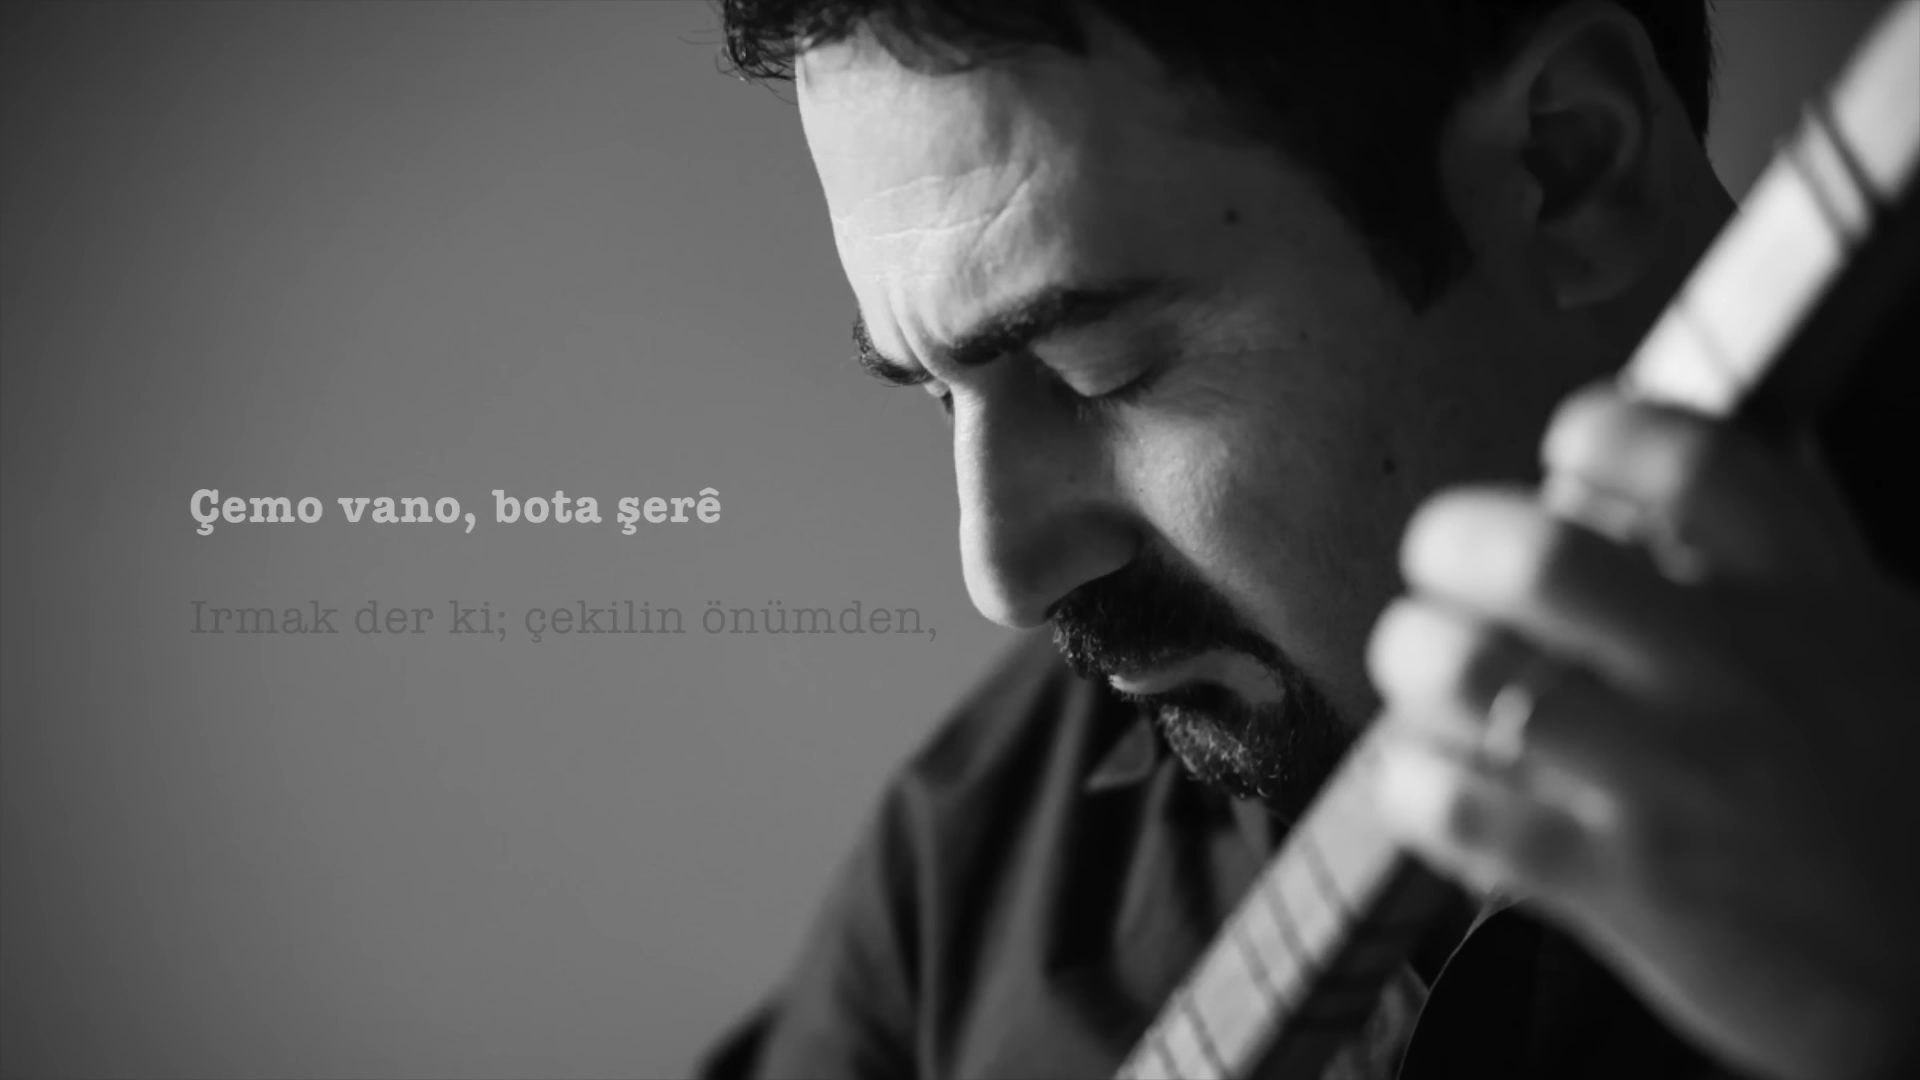 Çemo vano, bota şerê
Irmak der ki; çekilin önümden,